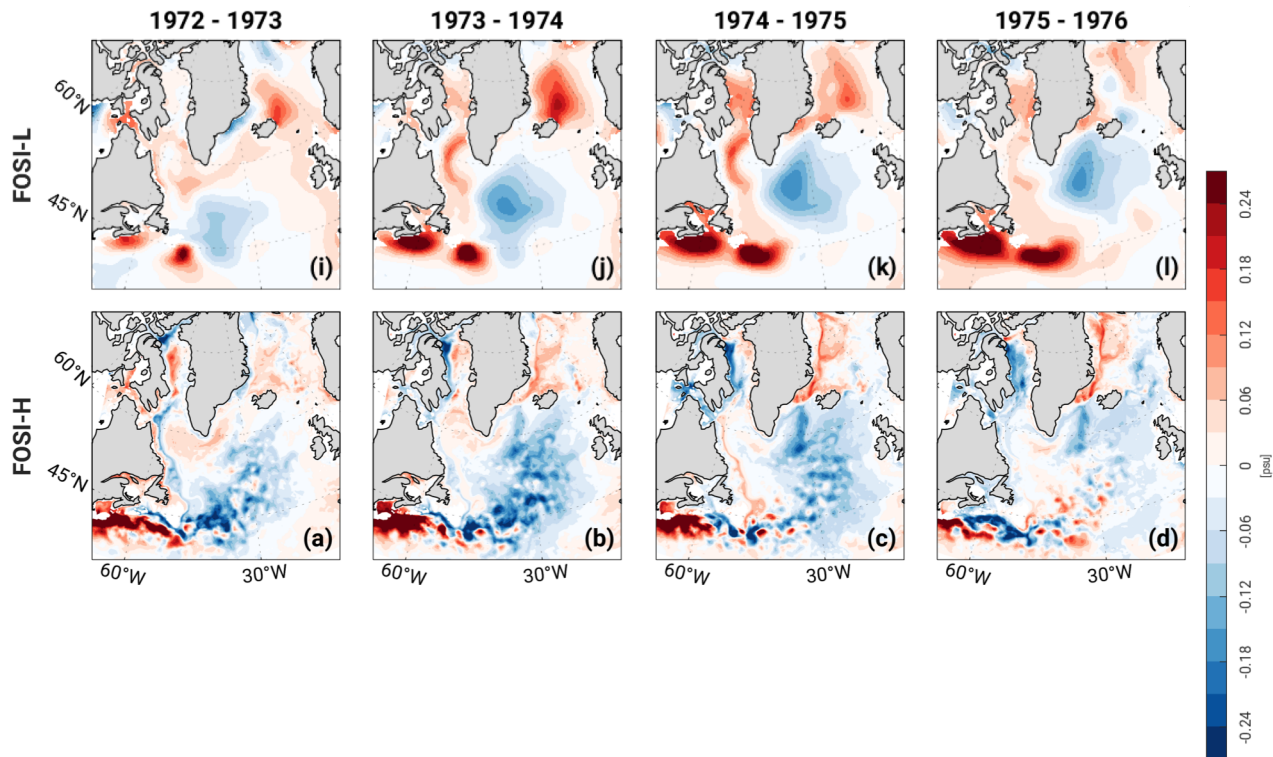 1972 - 1973 1973 - 1974 1974 - 1975 1975 - 1976
FOSI-L
60°N
45°N
(i) (j) (k) (l)
FOSI-H
60°N
45°N
(a) (b) (c) (d)
60°W 30°W 60°W 30°W 60°W 30°W 60°W 30°W
0.24
0.18
0.12
0.06
0
-0.06
-0.12
-0.18
-0.24
[psu]